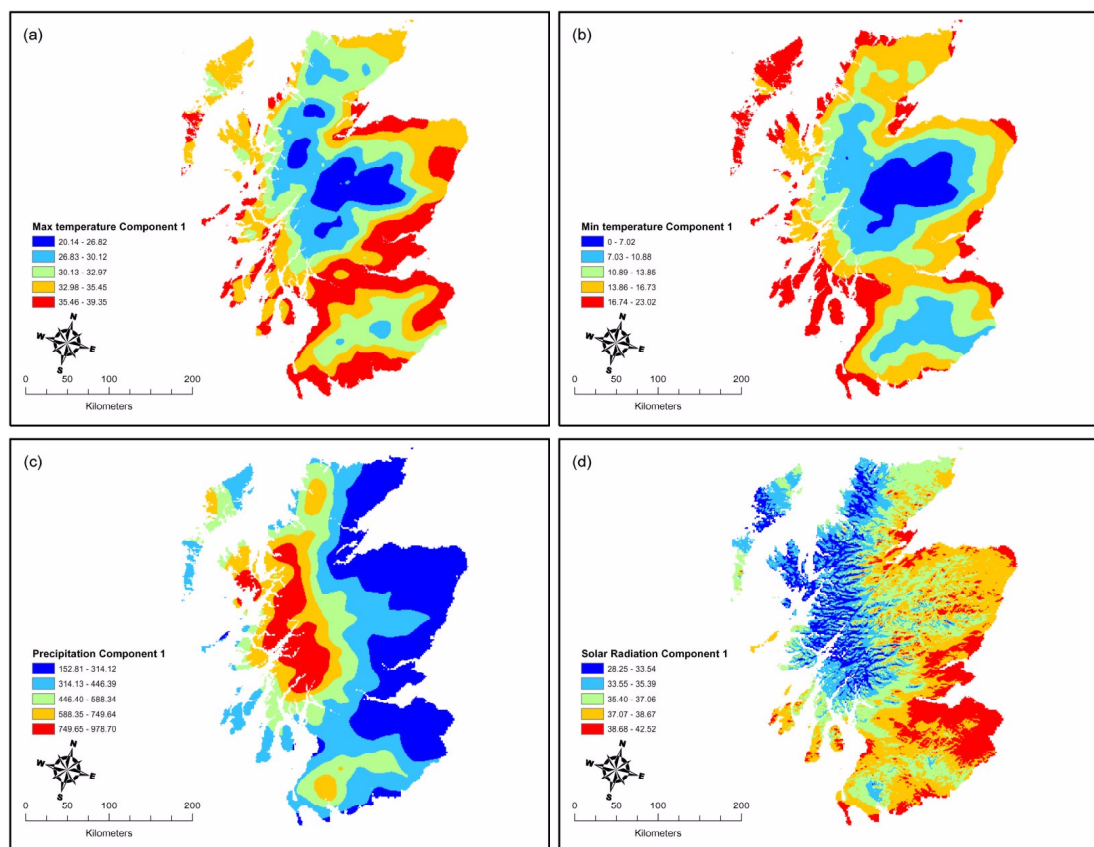 (a)
Max temperature Component 1
20.14 - 26.82
26.83 - 30.12
30.13 - 32.97
32.98 - 35.45
35.46 - 39.35
N
W
E
S
0 50 100 200
Kilometers
(b)
Min temperature Component 1
0 - 7.02
7.03 - 10.88
10.89 - 13.86
13.86 - 16.73
16.74 - 23.02
N
W
E
S
0 50 100 200
Kilometers
(c)
Precipitation Component 1
152.81 - 314.12
314.13 - 446.39
446.40 - 588.34
588.35 - 749.64
749.65 - 978.70
N
W
E
S
0 50 100 200
Kilometers
(d)
Solar Radiation Component 1
28.25 - 33.54
33.55 - 35.39
36.40 - 37.06
37.07 - 38.67
38.68 - 42.52
N
W
E
S
0 50 100 200
Kilometers